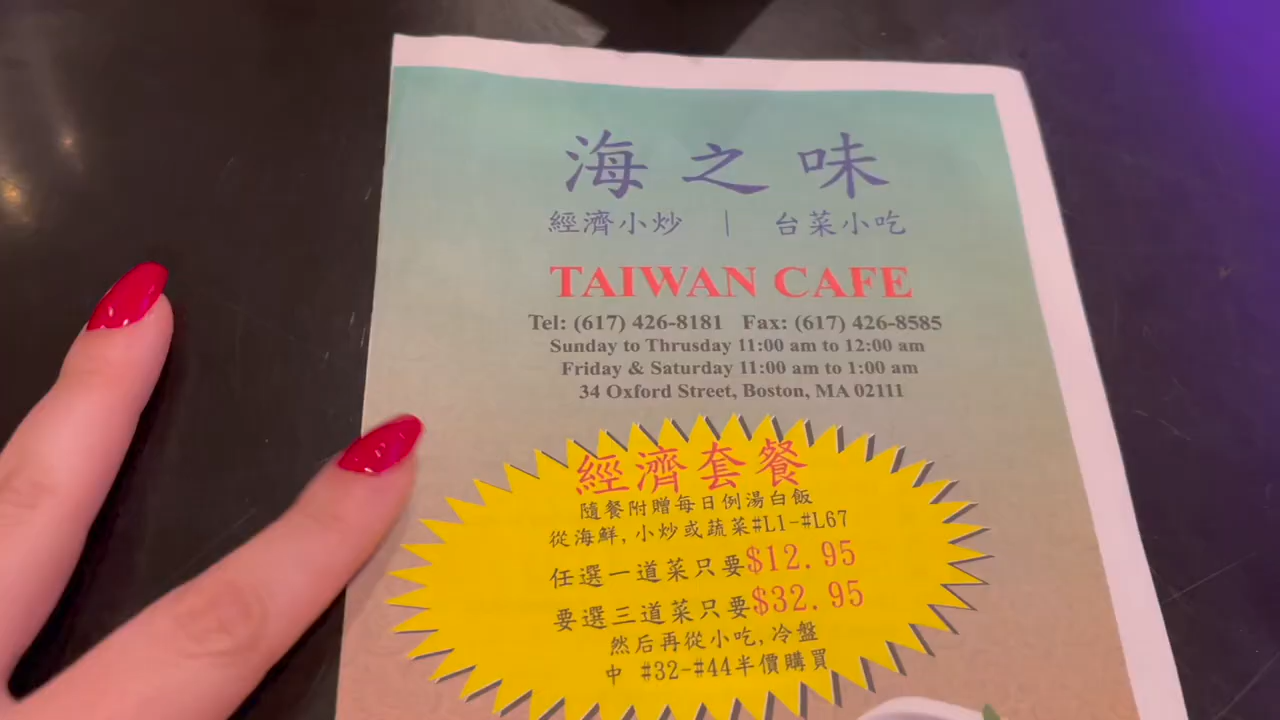 海之味
經濟小炒 | 台菜小吃
TAIWAN CAFE
Tel: (617) 426-8181 Fax: (617) 426-8585
Sunday to Thrusday 11:00 am to 12:00 am
Friday & Saturday 11:00 am to 1:00 am
34 Oxford Street, Boston, MA 02111
經濟套餐
隨餐附贈每日例湯白飯
從海鮮,小炒或蔬菜#L1-#L67
任選一道菜只要$12.95
要選三道菜只要$32.95
然后再從小吃,冷盤
中 #32-#44半價購買